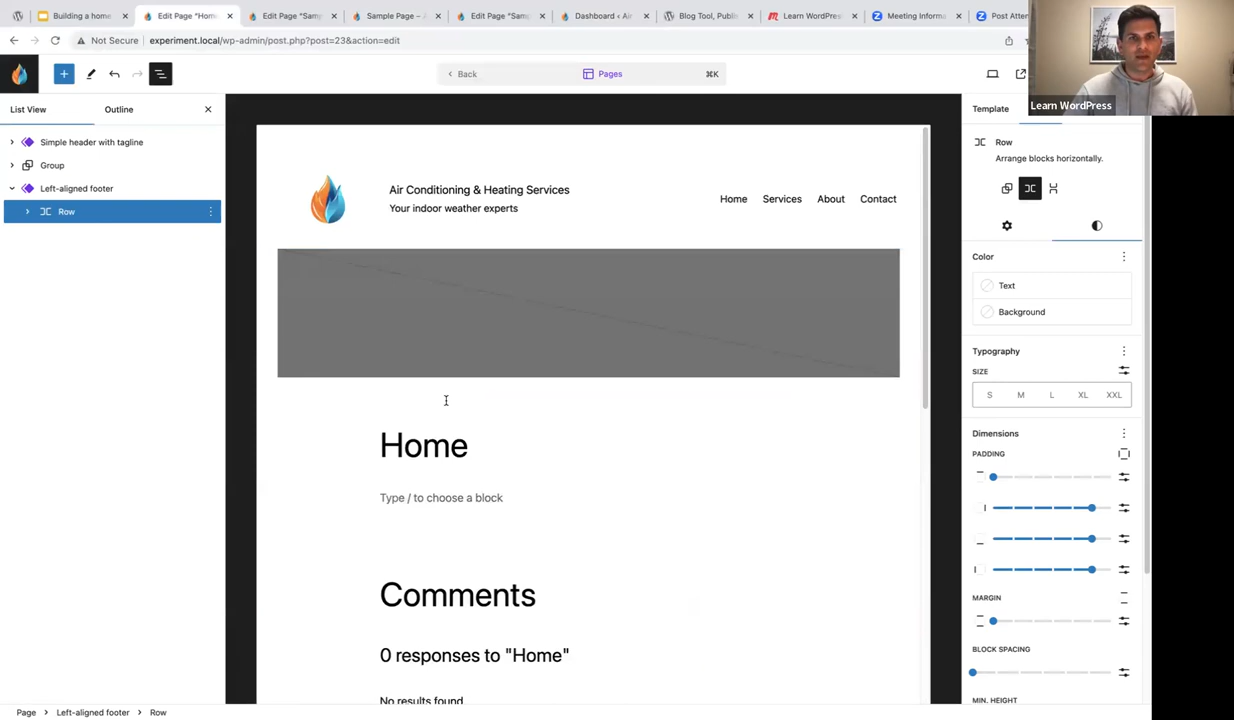 Building a home
Edit Page "Home
Edit Page "Samp
Sample Page – A
Edit Page "Samp
Dashboard ‹ Air
Blog Tool, Publis
Learn WordPress
Meeting Informa
Post Atten
Not Secure experiment.local/wp-admin/post.php?post=23&action=edit
Back
Pages
⌘K
Learn WordPress
List View
Outline
Simple header with tagline
Group
Left-aligned footer
Row
Air Conditioning & Heating Services
Your indoor weather experts
Home Services About Contact
Home
Type / to choose a block
Comments
0 responses to "Home"
No results found
Template
Row
Arrange blocks horizontally.
Color
Text
Background
Typography
SIZE
S M L XL XXL
Dimensions
PADDING
MARGIN
BLOCK SPACING
MIN. HEIGHT
Page > Left-aligned footer > Row